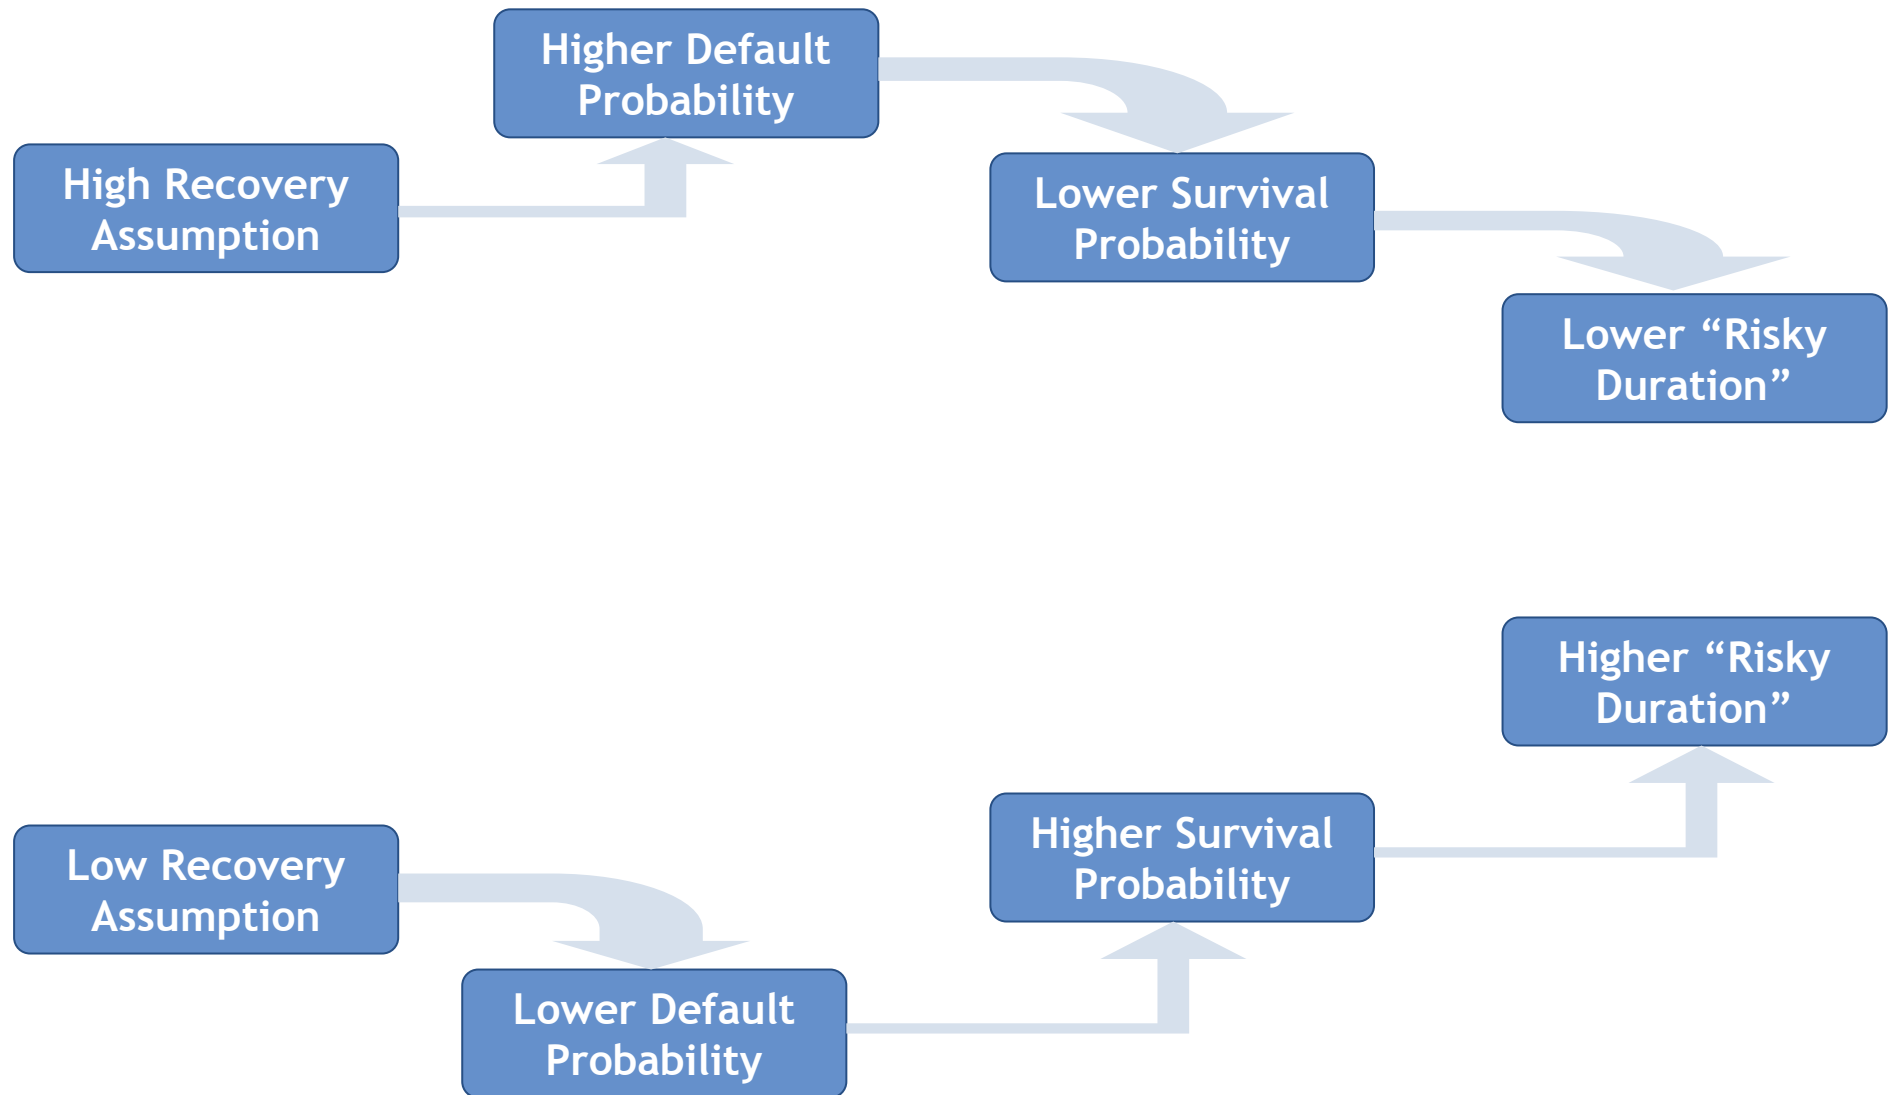 Higher Default
Probability
High Recovery
Assumption
Lower Survival
Probability
Lower “Risky
Duration”
Higher “Risky
Duration”
Higher Survival
Probability
Low Recovery
Assumption
Lower Default
Probability